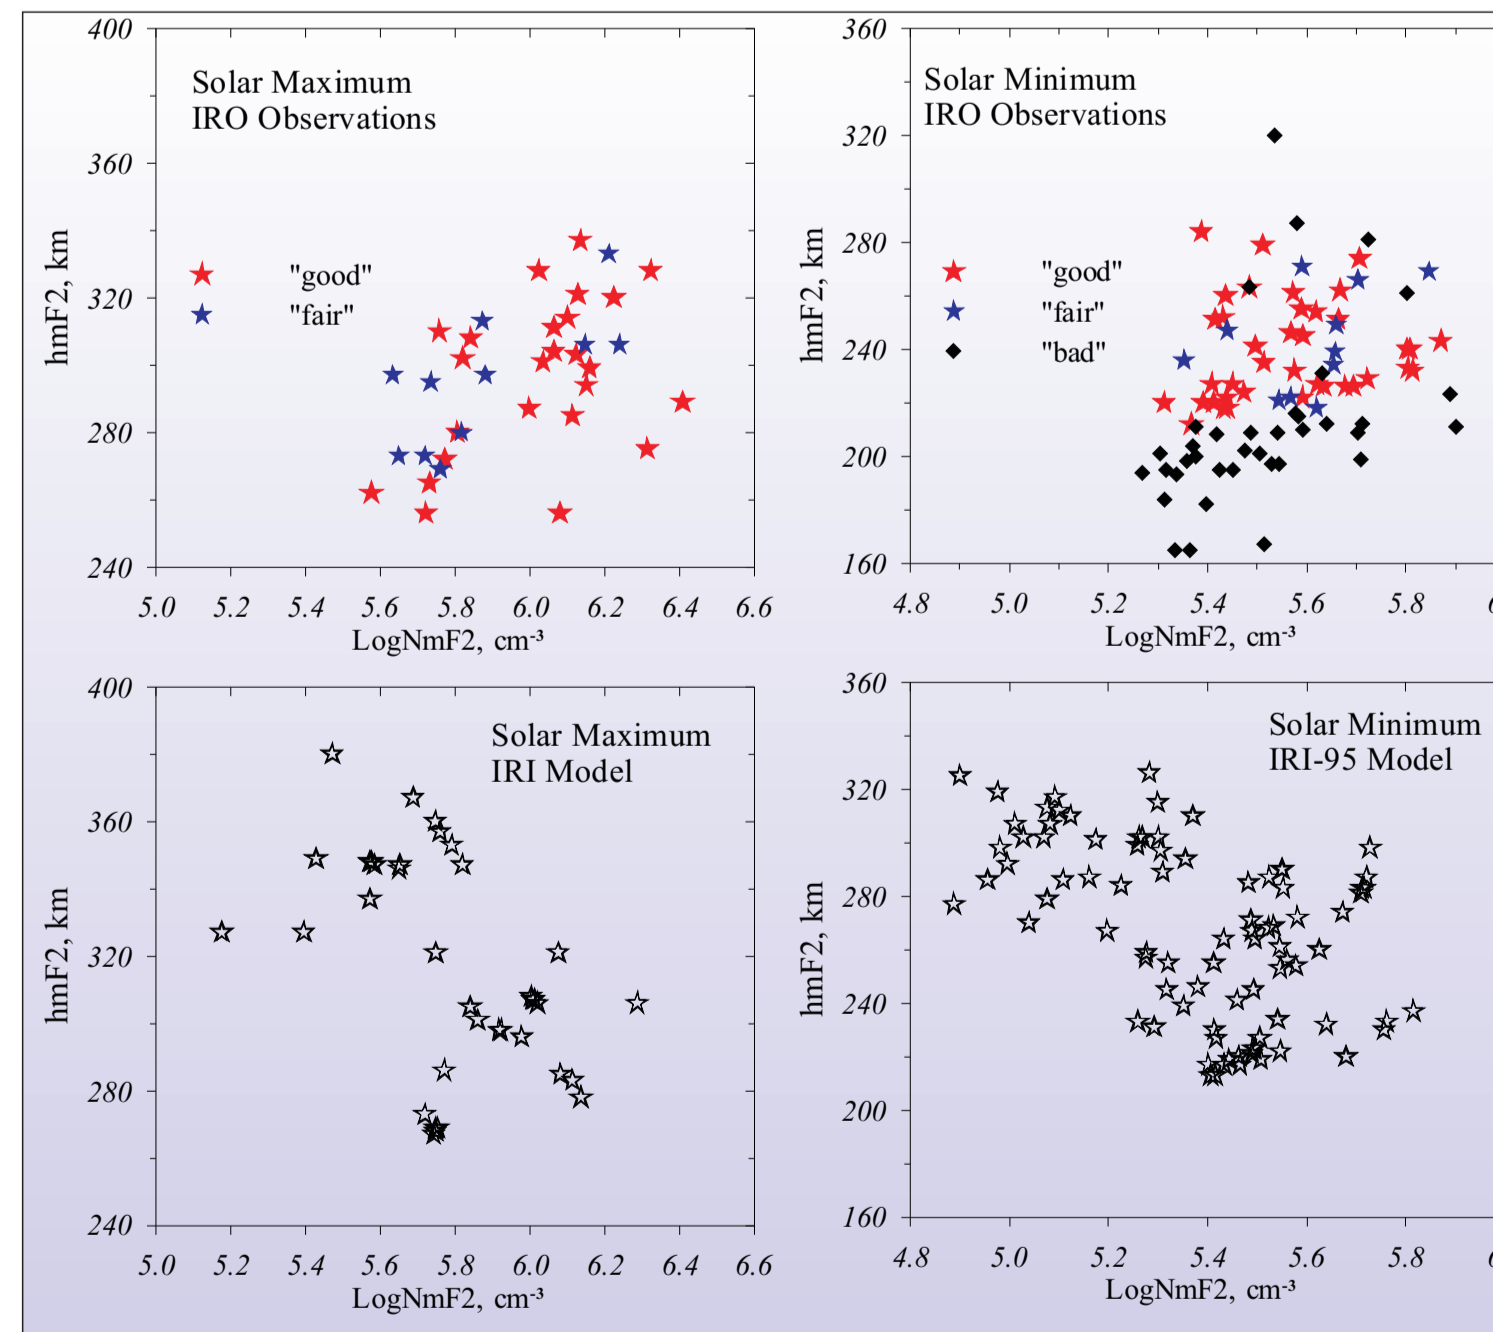 400
360
320
280
240
hmF2, km
Solar Maximum
IRO Observations
"good"
"fair"
5.0 5.2 5.4 5.6 5.8 6.0 6.2 6.4 6.6
LogNmF2, cm⁻³
360
320
280
240
200
160
hmF2, km
Solar Minimum
IRO Observations
"good"
"fair"
"bad"
4.8 5.0 5.2 5.4 5.6 5.8
LogNmF2, cm⁻³
400
360
320
280
240
hmF2, km
Solar Maximum
IRI Model
5.0 5.2 5.4 5.6 5.8 6.0 6.2 6.4 6.6
LogNmF2, cm⁻³
360
320
280
240
200
160
hmF2, km
Solar Minimum
IRI-95 Model
4.8 5.0 5.2 5.4 5.6 5.8
LogNmF2, cm⁻³